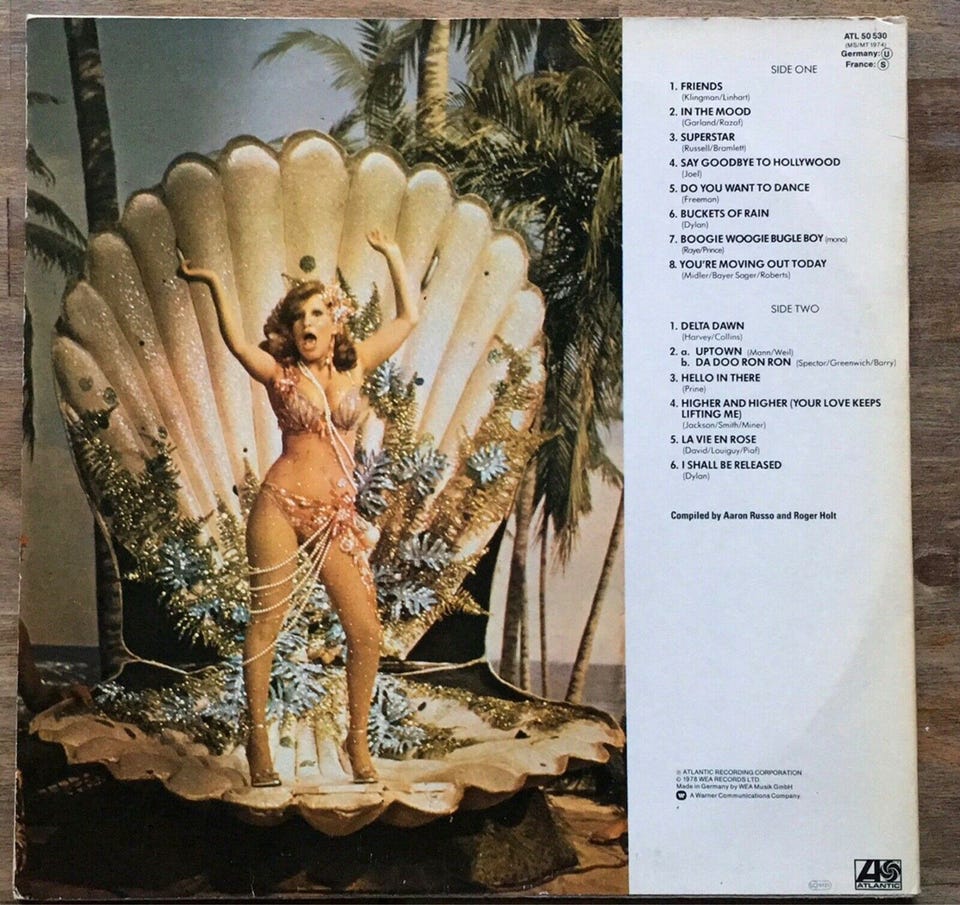 ATL 50 530
(MS/MT 1974)
Germany: U
France: S
SIDE ONE
1. FRIENDS
(Klingman/Linhart)
2. IN THE MOOD
(Garland/Razaf)
3. SUPERSTAR
(Russell/Bramlett)
4. SAY GOODBYE TO HOLLYWOOD
(Joel)
5. DO YOU WANT TO DANCE
(Freeman)
6. BUCKETS OF RAIN
(Dylan)
7. BOOGIE WOOGIE BUGLE BOY (mono)
(Raye/Prince)
8. YOU'RE MOVING OUT TODAY
(Midler/Bayer Sager/Roberts)
SIDE TWO
1. DELTA DAWN
(Harvey/Collins)
2. a. UPTOWN (Mann/Weil)
b. DA DOO RON RON (Spector/Greenwich/Barry)
3. HELLO IN THERE
(Prine)
4. HIGHER AND HIGHER (YOUR LOVE KEEPS
LIFTING ME)
(Jackson/Smith/Miner)
5. LA VIE EN ROSE
(David/Louiguy/Piaf)
6. I SHALL BE RELEASED
(Dylan)
Compiled by Aaron Russo and Roger Holt
℗ ATLANTIC RECORDING CORPORATION
© 1978 WEA RECORDS LTD.
Made in Germany by WEA Musik GmbH
A Warner Communications Company
ATLANTIC